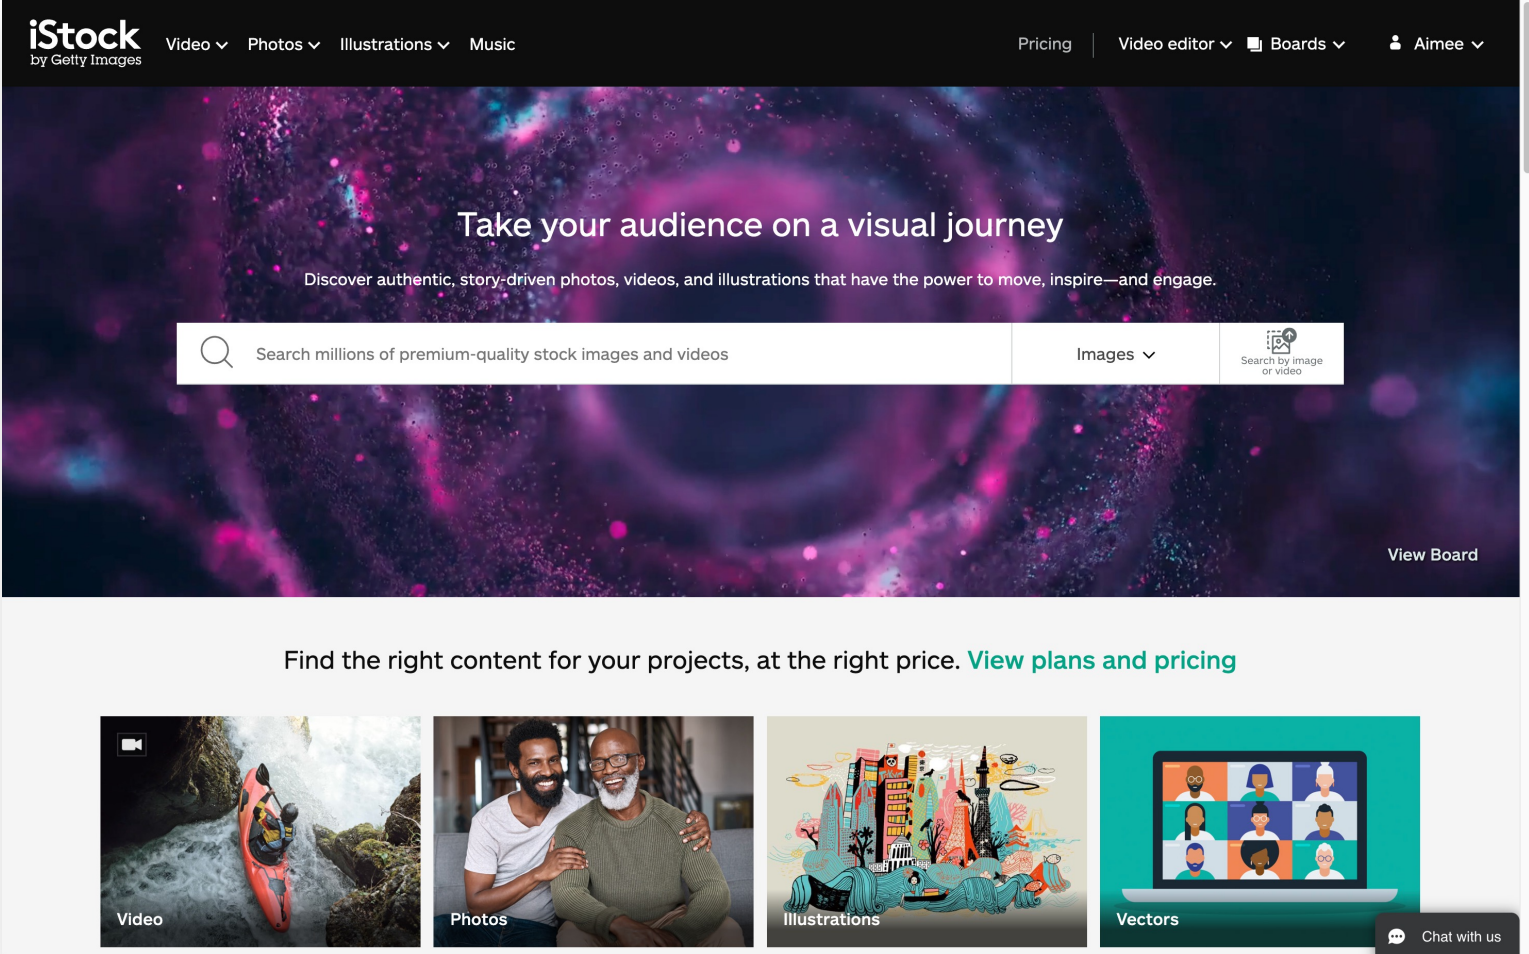 iStock
by Getty Images
Video
Photos
Illustrations
Music
Pricing
Video editor
Boards
Aimee
Take your audience on a visual journey
Discover authentic, story-driven photos, videos, and illustrations that have the power to move, inspire—and engage.
Search millions of premium-quality stock images and videos
Images
Search by image
or video
View Board
Find the right content for your projects, at the right price. View plans and pricing
Video
Photos
Illustrations
Vectors
Chat with us